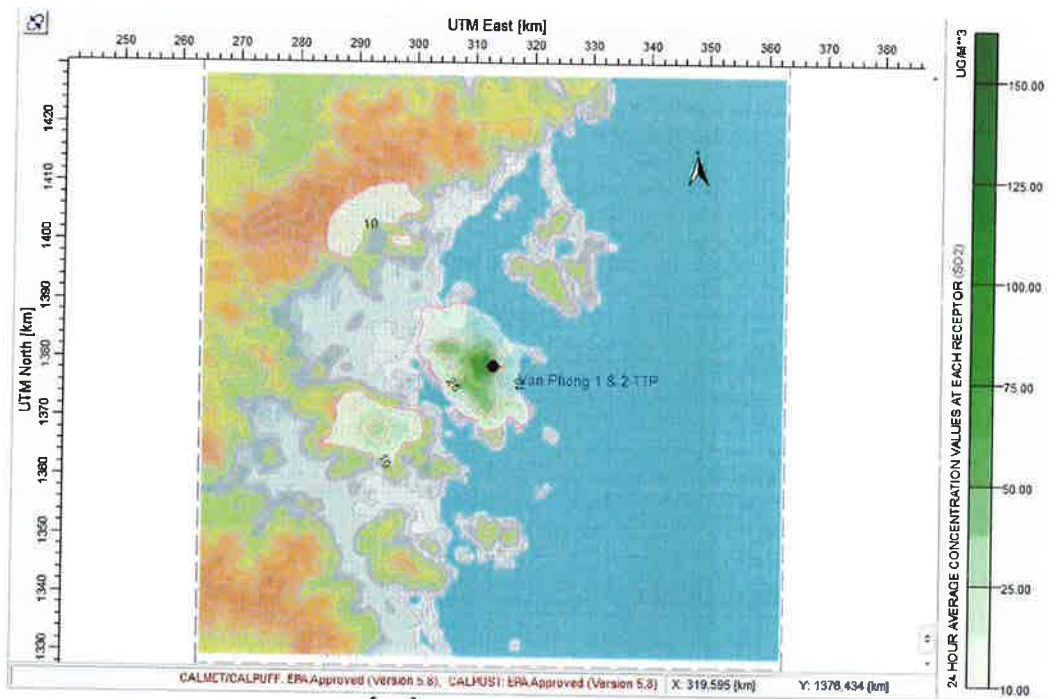 UTM East [km]
250 260 270 280 290 300 310 320 330 340 350 360 370 380
UTM North [km]
1420
1410
1400
1390
1380
1370
1360
1350
1340
1330
10
25
Van Phong 1 & 2 TTP
10
UG/M**3
24-HOUR AVERAGE CONCENTRATION VALUES AT EACH RECEPTOR (SO2)
150.00
125.00
100.00
75.00
50.00
25.00
10.00
CALMET/CALPUFF: EPA Approved (Version 5.8), CALPOST: EPA Approved (Version 5.8) X: 319,595 [km] Y: 1376,434 [km]